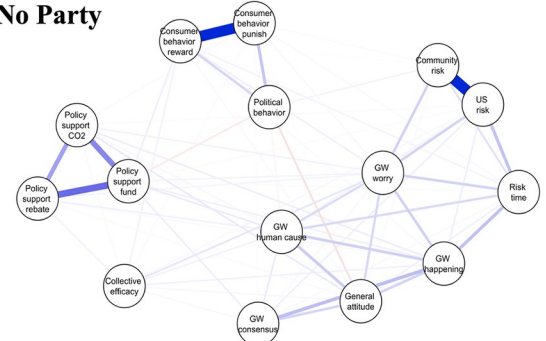 No Party
Consumer
behavior
punish
Consumer
behavior
reward
Community
risk
US
risk
Political
behavior
Policy
support
CO2
GW
worry
Policy
support
fund
Policy
support
rebate
Risk
time
GW
human cause
GW
happening
Collective
efficacy
General
attitude
GW
consensus